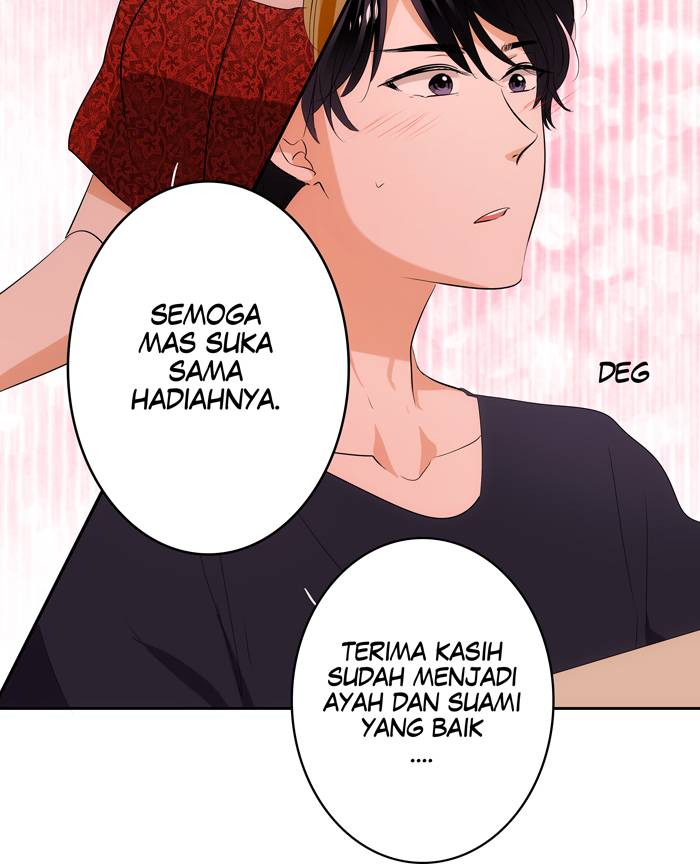 SEMOGA
MAS SUKA
SAMA
HADIAHNYA.
DEG
TERIMA KASIH
SUDAH MENJADI
AYAH DAN SUAMI
YANG BAIK
....